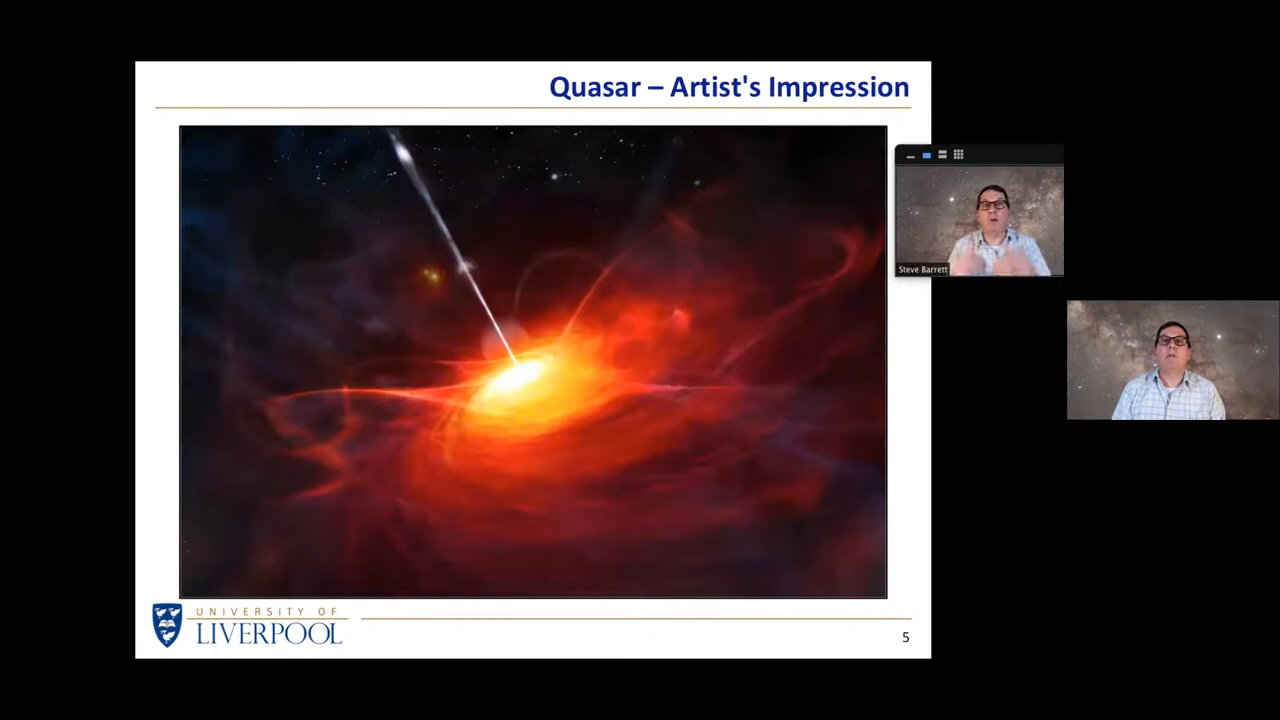 Quasar – Artist's Impression
Steve Barrett
UNIVERSITY OF
LIVERPOOL
5